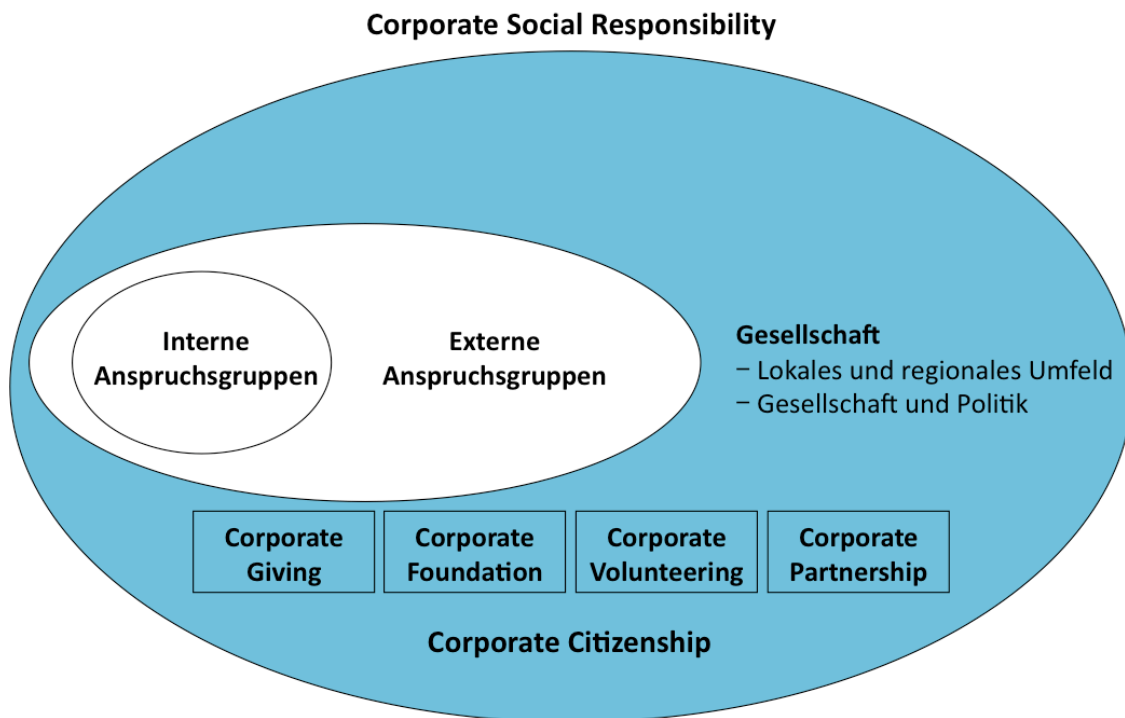 Corporate Social Responsibility
Interne
Anspruchsgruppen
Externe
Anspruchsgruppen
Gesellschaft
– Lokales und regionales Umfeld
– Gesellschaft und Politik
Corporate
Giving
Corporate
Foundation
Corporate
Volunteering
Corporate
Partnership
Corporate Citizenship